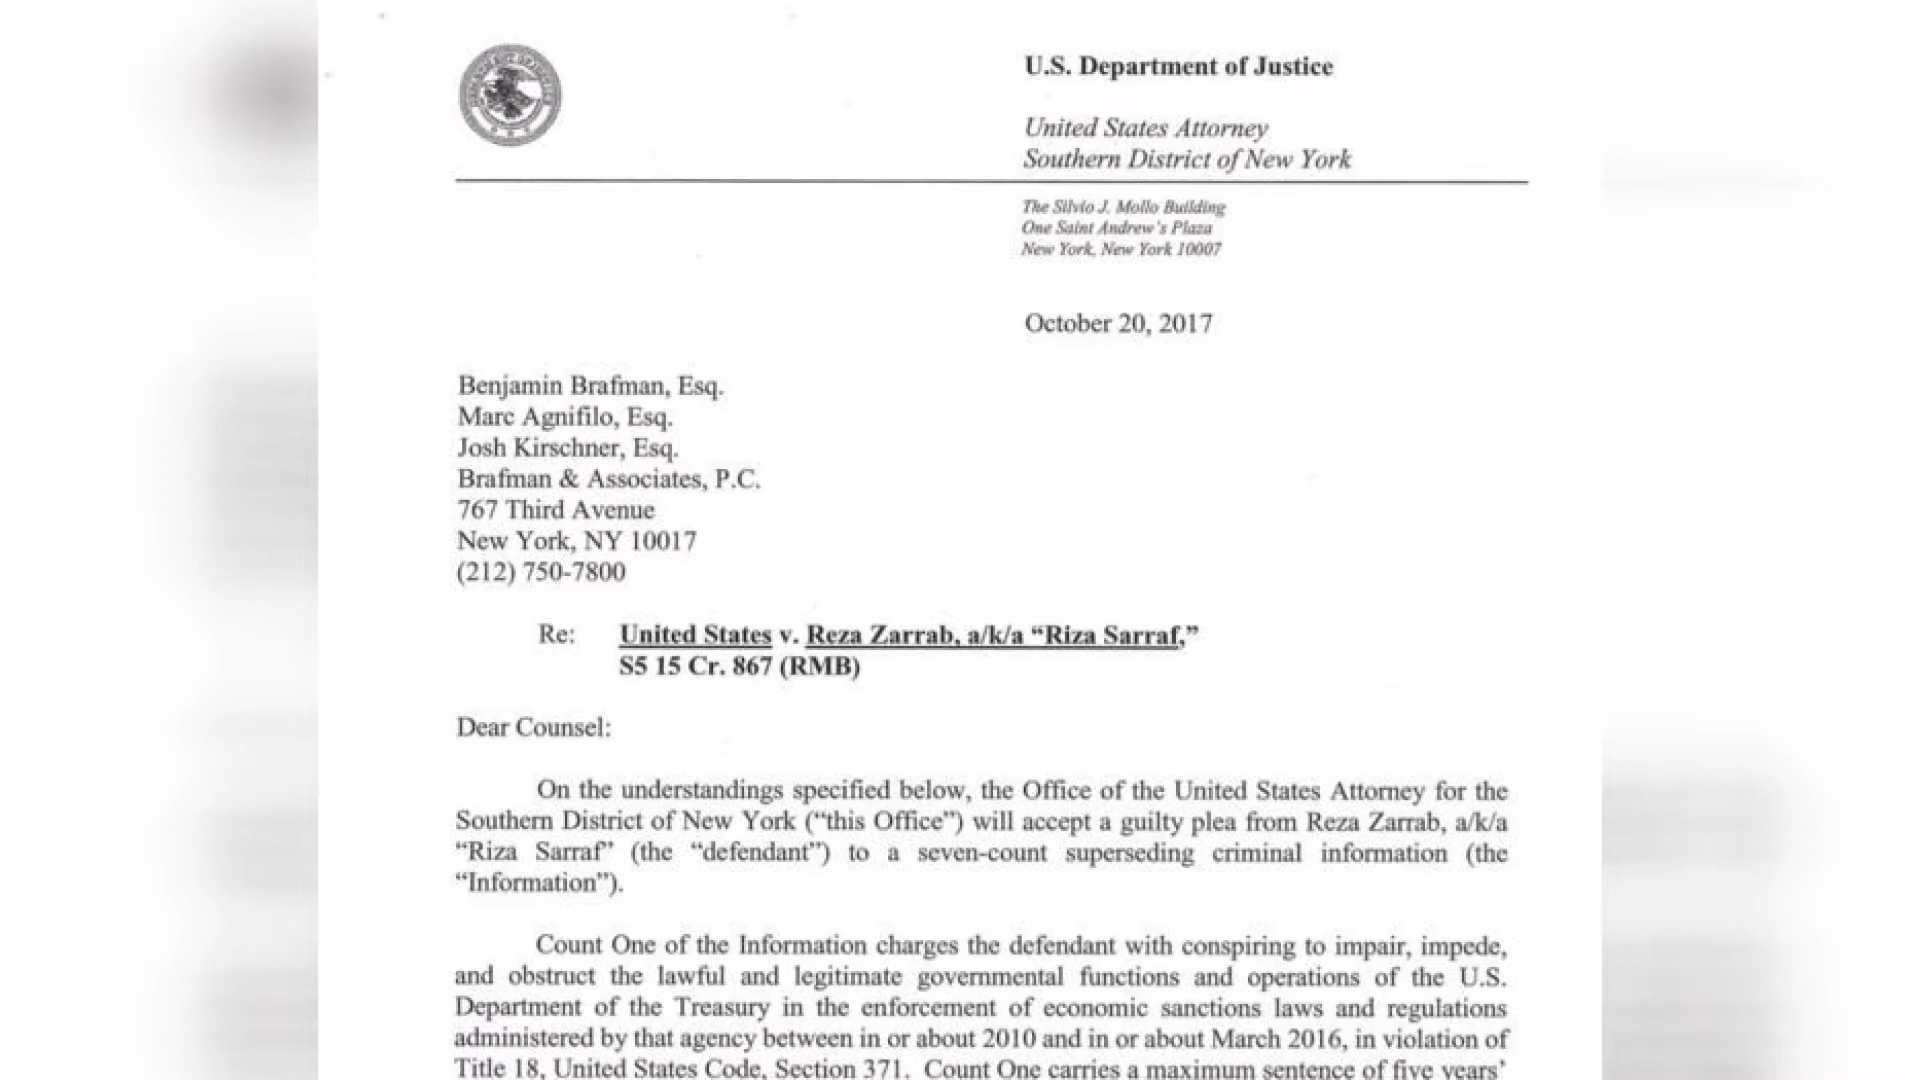 U.S. Department of Justice
United States Attorney
Southern District of New York
The Silvio J. Mollo Building
One Saint Andrew's Plaza
New York, New York 10007
October 20, 2017
Benjamin Brafman, Esq.
Marc Agnifilo, Esq.
Josh Kirschner, Esq.
Brafman & Associates, P.C.
767 Third Avenue
New York, NY 10017
(212) 750-7800
Re: United States v. Reza Zarrab, a/k/a “Riza Sarraf,”
S5 15 Cr. 867 (RMB)
Dear Counsel:
On the understandings specified below, the Office of the United States Attorney for the
Southern District of New York (“this Office”) will accept a guilty plea from Reza Zarrab, a/k/a
“Riza Sarraf” (the “defendant”) to a seven-count superseding criminal information (the
“Information”).
Count One of the Information charges the defendant with conspiring to impair, impede,
and obstruct the lawful and legitimate governmental functions and operations of the U.S.
Department of the Treasury in the enforcement of economic sanctions laws and regulations
administered by that agency between in or about 2010 and in or about March 2016, in violation of
Title 18, United States Code, Section 371. Count One carries a maximum sentence of five years’